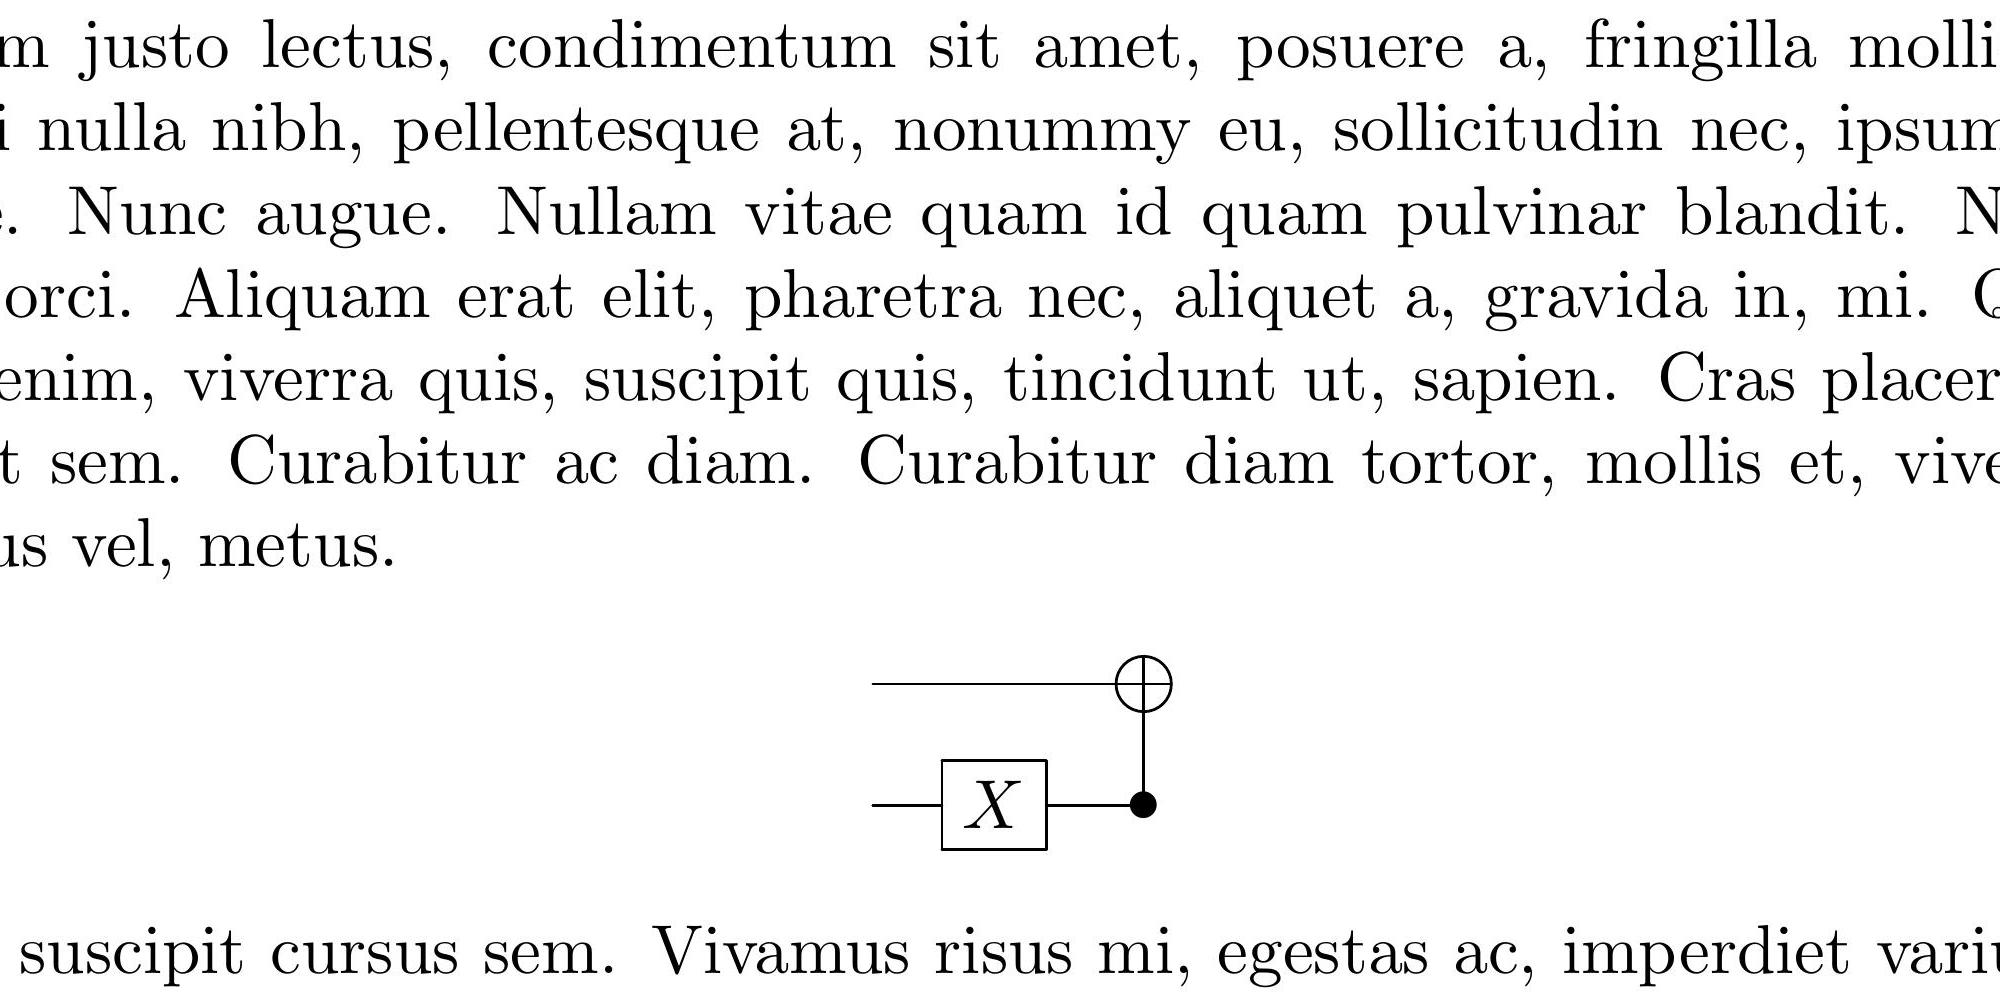 m justo lectus, condimentum sit amet, posuere a, fringilla molli
i nulla nibh, pellentesque at, nonummy eu, sollicitudin nec, ipsum
e. Nunc augue. Nullam vitae quam id quam pulvinar blandit. N
orci. Aliquam erat elit, pharetra nec, aliquet a, gravida in, mi. Q
enim, viverra quis, suscipit quis, tincidunt ut, sapien. Cras placer
t sem. Curabitur ac diam. Curabitur diam tortor, mollis et, vive
us vel, metus.
X
suscipit cursus sem. Vivamus risus mi, egestas ac, imperdiet variu